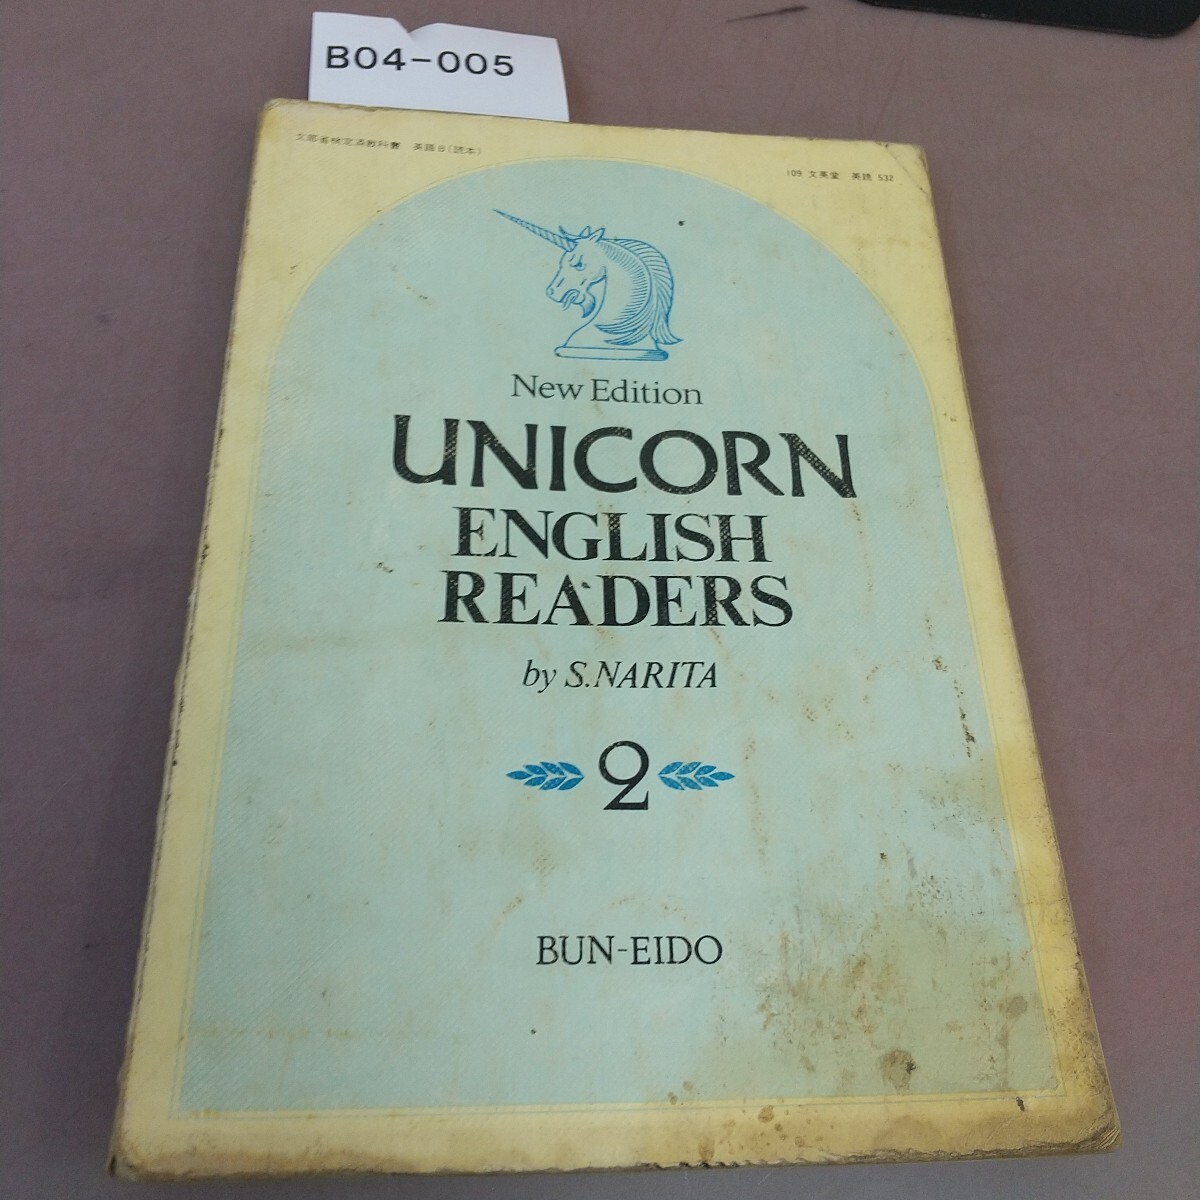 B04-005
文部省検定済教科書 英語B(読本)
109 文英堂 英読 532
New Edition
UNICORN
ENGLISH
READERS
by S.NARITA
2
BUN-EIDO